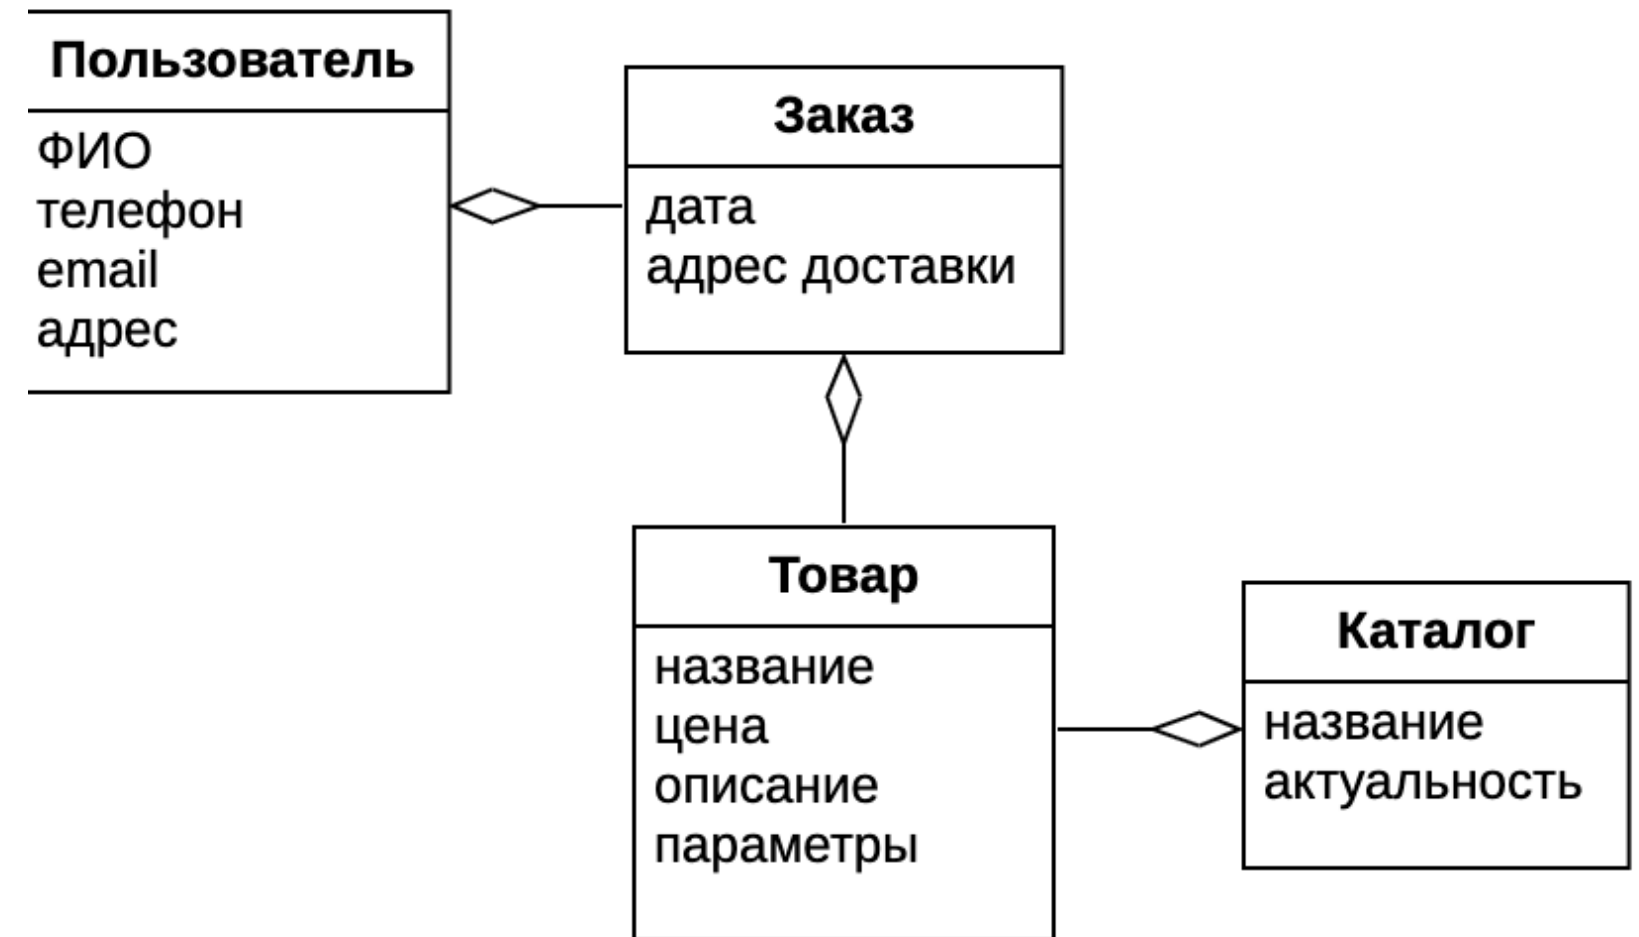 Пользователь
ФИО
телефон
email
адрес
Заказ
дата
адрес доставки
Товар
название
цена
описание
параметры
Каталог
название
актуальность